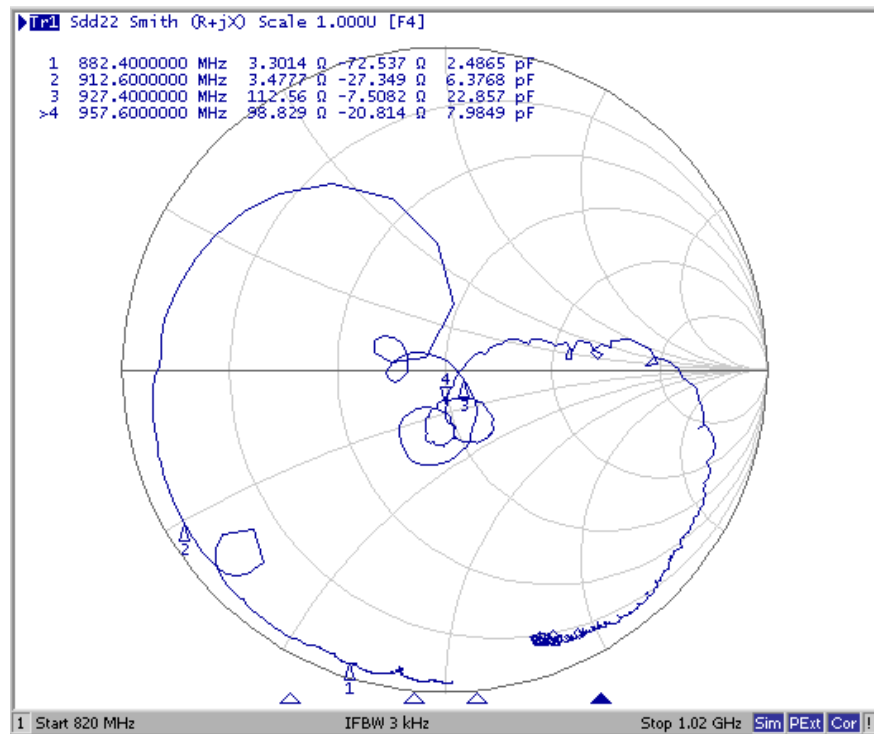 Tr1 Sdd22 Smith (R+jX) Scale 1.000U [F4]
1 882.4000000 MHz 3.3014 Ω -72.537 Ω 2.4865 pF
2 912.6000000 MHz 3.4777 Ω -27.349 Ω 6.3768 pF
3 927.4000000 MHz 112.56 Ω -7.5082 Ω 22.857 pF
>4 957.6000000 MHz 98.829 Ω -20.814 Ω 7.9849 pF
4
3
2
1
1 Start 820 MHz IFBW 3 kHz Stop 1.02 GHz Sim PExt Cor !